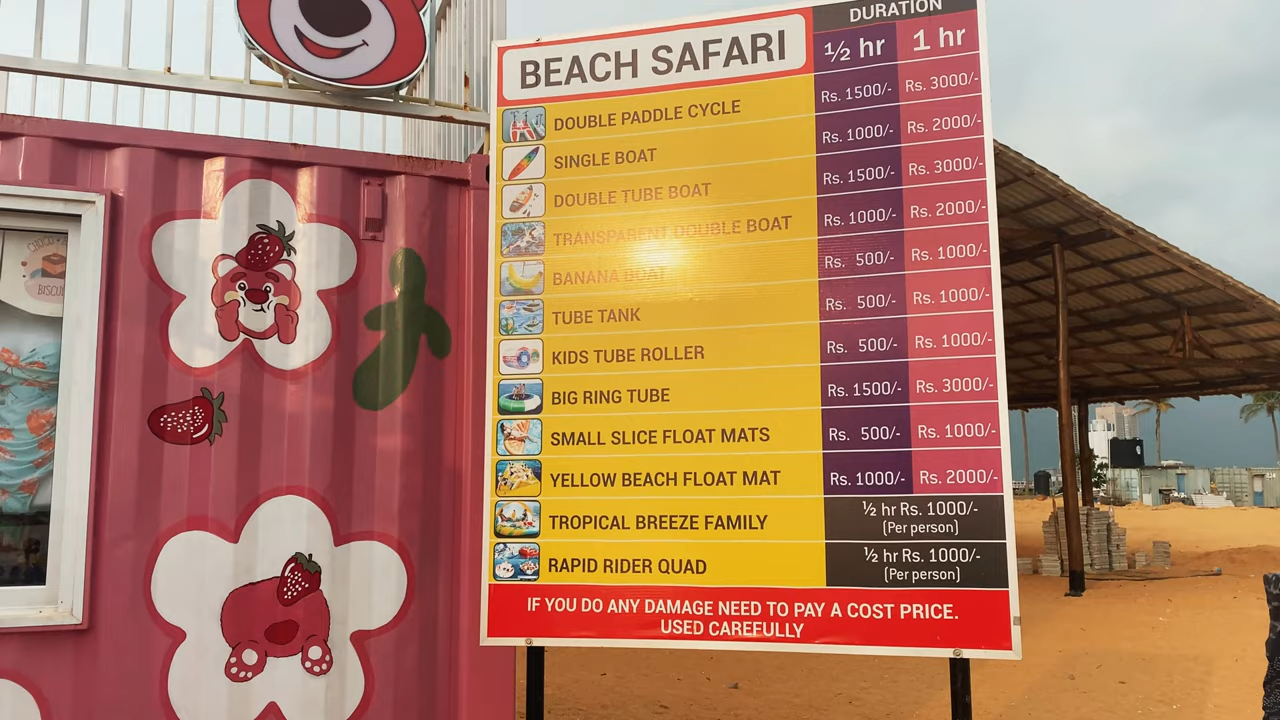 BEACH SAFARI
DURATION
½ hr 1 hr
DOUBLE PADDLE CYCLE Rs. 1500/- Rs. 3000/-
SINGLE BOAT Rs. 1000/- Rs. 2000/-
DOUBLE TUBE BOAT Rs. 1500/- Rs. 3000/-
TRANSPARENT DOUBLE BOAT Rs. 1000/- Rs. 2000/-
BANANA BOAT Rs. 500/- Rs. 1000/-
TUBE TANK Rs. 500/- Rs. 1000/-
KIDS TUBE ROLLER Rs. 500/- Rs. 1000/-
BIG RING TUBE Rs. 1500/- Rs. 3000/-
SMALL SLICE FLOAT MATS Rs. 500/- Rs. 1000/-
YELLOW BEACH FLOAT MAT Rs. 1000/- Rs. 2000/-
TROPICAL BREEZE FAMILY ½ hr Rs. 1000/-
(Per person)
RAPID RIDER QUAD ½ hr Rs. 1000/-
(Per person)
IF YOU DO ANY DAMAGE NEED TO PAY A COST PRICE.
USED CAREFULLY
CHOCO